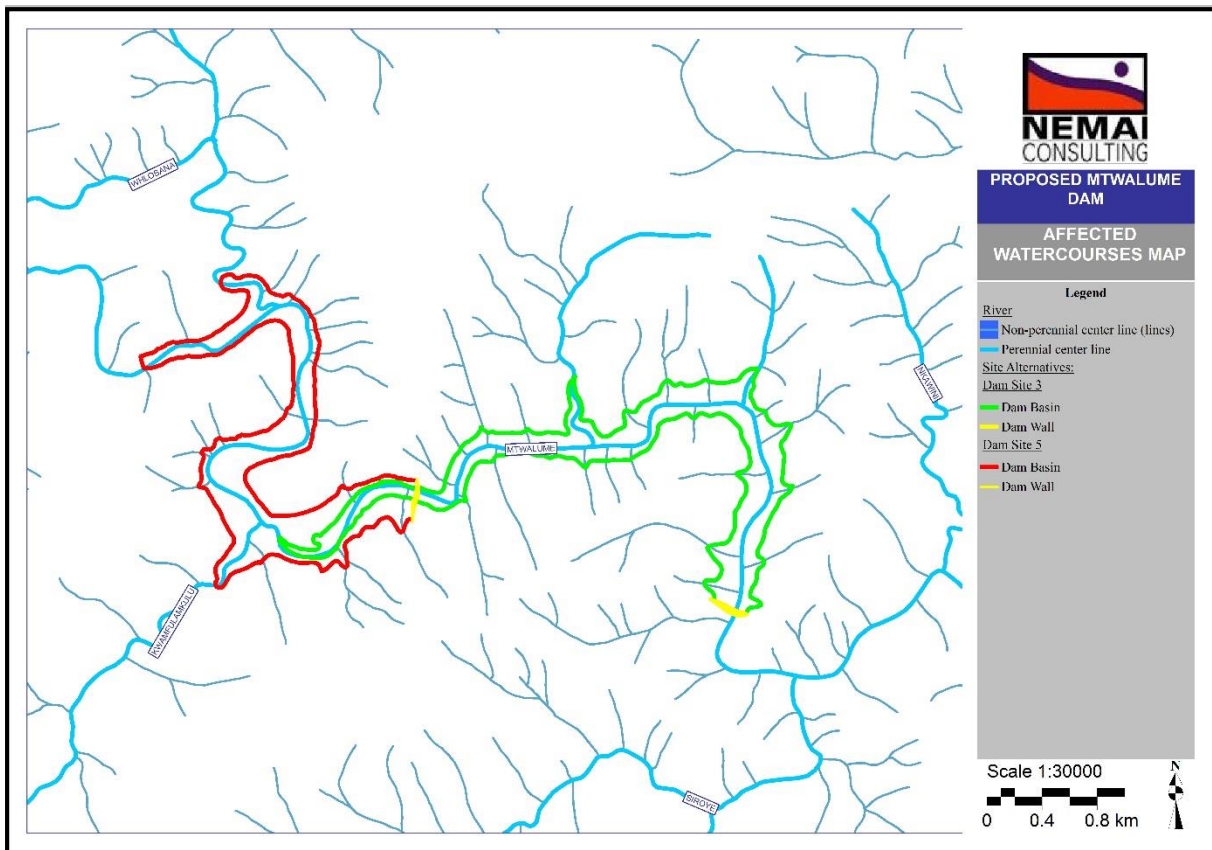 WHLOBANA
MTWALUME
NKAWINI
KWAMFULAMKULU
SIROYE
NEMAI
CONSULTING
PROPOSED MTWALUME
DAM
AFFECTED
WATERCOURSES MAP
Legend
River
Non-perennial center line (lines)
Perennial center line
Site Alternatives:
Dam Site 3
Dam Basin
Dam Wall
Dam Site 5
Dam Basin
Dam Wall
Scale 1:30000
N
0 0.4 0.8 km